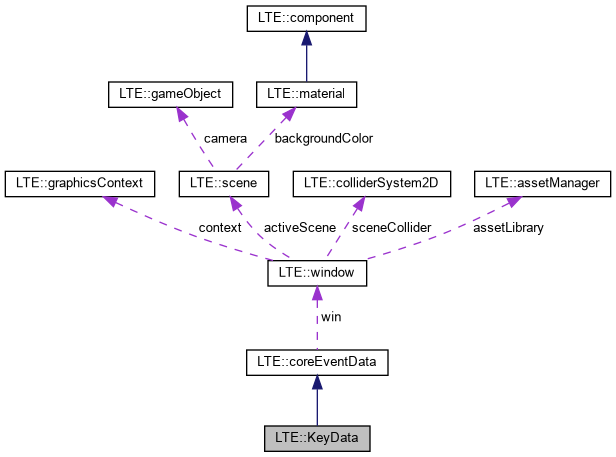 LTE::component
LTE::gameObject
LTE::material
camera
backgroundColor
LTE::graphicsContext
LTE::scene
LTE::colliderSystem2D
LTE::assetManager
context
activeScene
sceneCollider
assetLibrary
LTE::window
win
LTE::coreEventData
LTE::KeyData